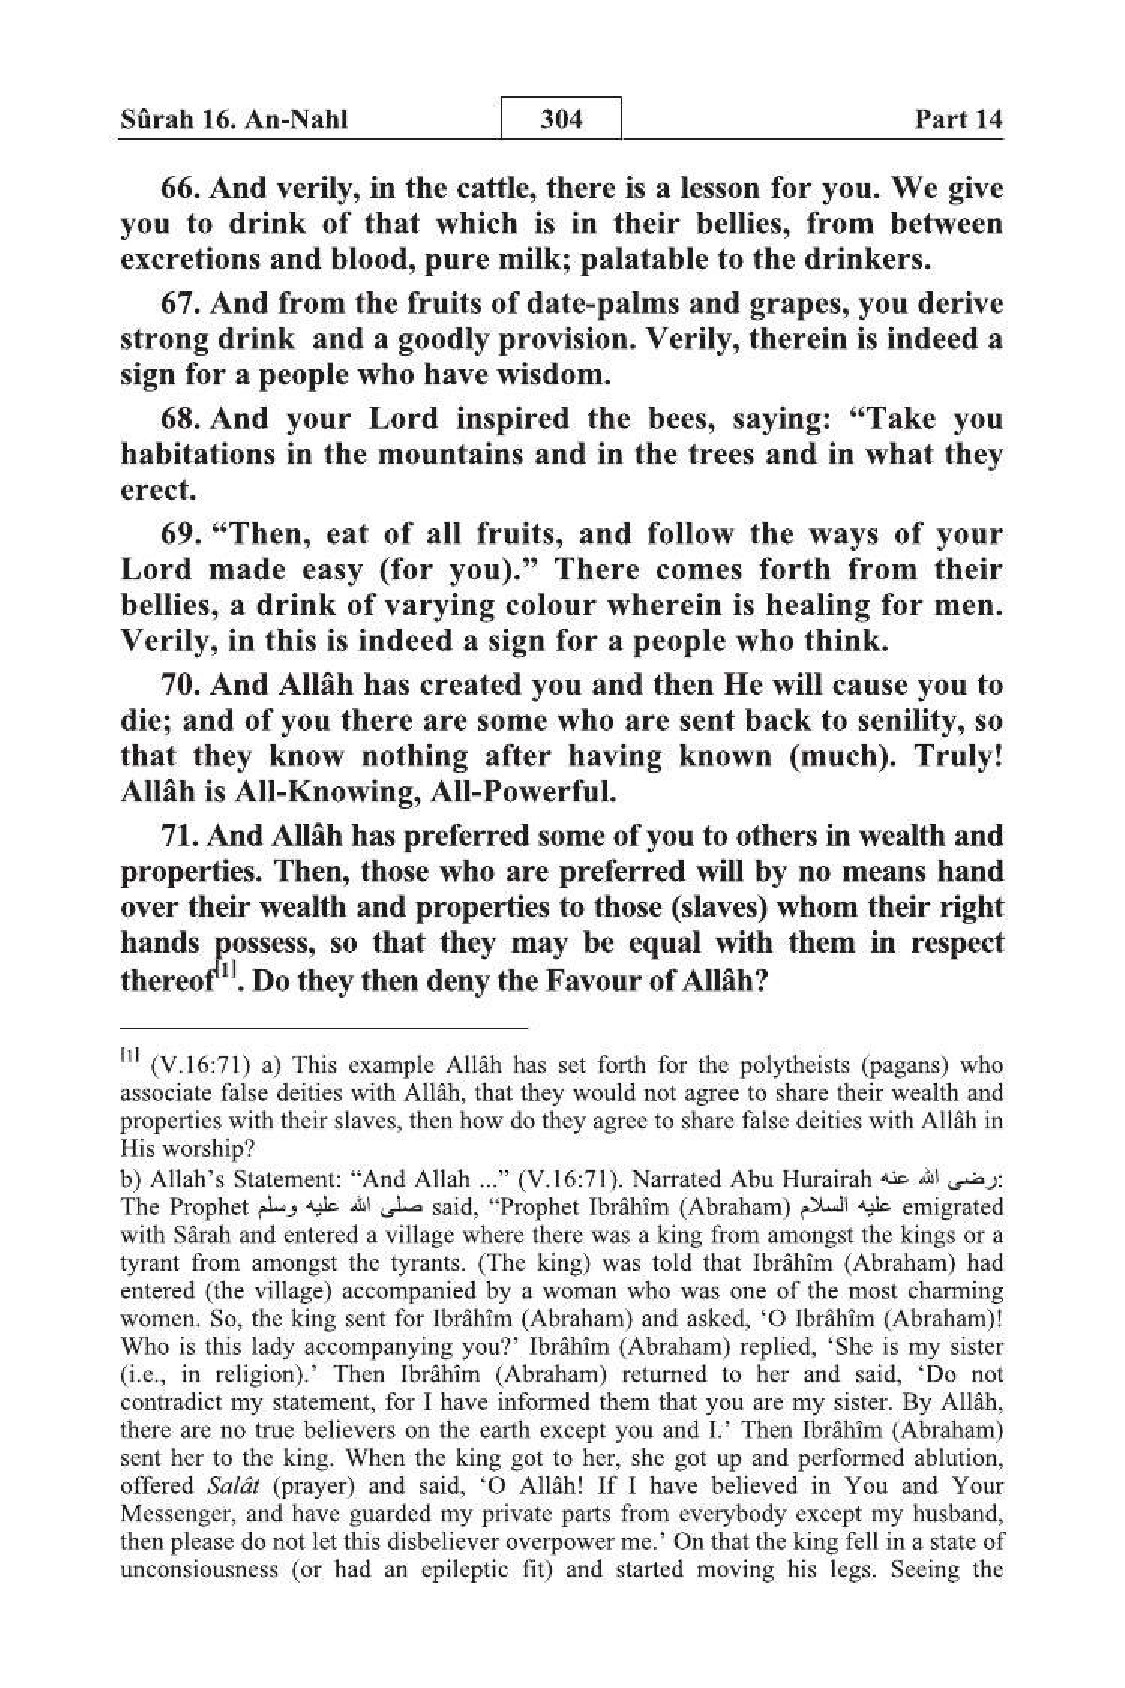 Sûrah 16. An-Nahl 304 Part 14
66. And verily, in the cattle, there is a lesson for you. We give
you to drink of that which is in their bellies, from between
excretions and blood, pure milk; palatable to the drinkers.
67. And from the fruits of date-palms and grapes, you derive
strong drink and a goodly provision. Verily, therein is indeed a
sign for a people who have wisdom.
68. And your Lord inspired the bees, saying: “Take you
habitations in the mountains and in the trees and in what they
erect.
69. “Then, eat of all fruits, and follow the ways of your
Lord made easy (for you).” There comes forth from their
bellies, a drink of varying colour wherein is healing for men.
Verily, in this is indeed a sign for a people who think.
70. And Allâh has created you and then He will cause you to
die; and of you there are some who are sent back to senility, so
that they know nothing after having known (much). Truly!
Allâh is All-Knowing, All-Powerful.
71. And Allâh has preferred some of you to others in wealth and
properties. Then, those who are preferred will by no means hand
over their wealth and properties to those (slaves) whom their right
hands possess, so that they may be equal with them in respect
thereof[1]. Do they then deny the Favour of Allâh?
[1] (V.16:71) a) This example Allâh has set forth for the polytheists (pagans) who
associate false deities with Allâh, that they would not agree to share their wealth and
properties with their slaves, then how do they agree to share false deities with Allâh in
His worship?
b) Allah’s Statement: “And Allah ...” (V.16:71). Narrated Abu Hurairah رضى الله عنه:
The Prophet صلى الله عليه وسلم said, “Prophet Ibrâhîm (Abraham) عليه السلام emigrated
with Sârah and entered a village where there was a king from amongst the kings or a
tyrant from amongst the tyrants. (The king) was told that Ibrâhîm (Abraham) had
entered (the village) accompanied by a woman who was one of the most charming
women. So, the king sent for Ibrâhîm (Abraham) and asked, ‘O Ibrâhîm (Abraham)!
Who is this lady accompanying you?’ Ibrâhîm (Abraham) replied, ‘She is my sister
(i.e., in religion).’ Then Ibrâhîm (Abraham) returned to her and said, ‘Do not
contradict my statement, for I have informed them that you are my sister. By Allâh,
there are no true believers on the earth except you and I.’ Then Ibrâhîm (Abraham)
sent her to the king. When the king got to her, she got up and performed ablution,
offered Salât (prayer) and said, ‘O Allâh! If I have believed in You and Your
Messenger, and have guarded my private parts from everybody except my husband,
then please do not let this disbeliever overpower me.’ On that the king fell in a state of
unconsiousness (or had an epileptic fit) and started moving his legs. Seeing the